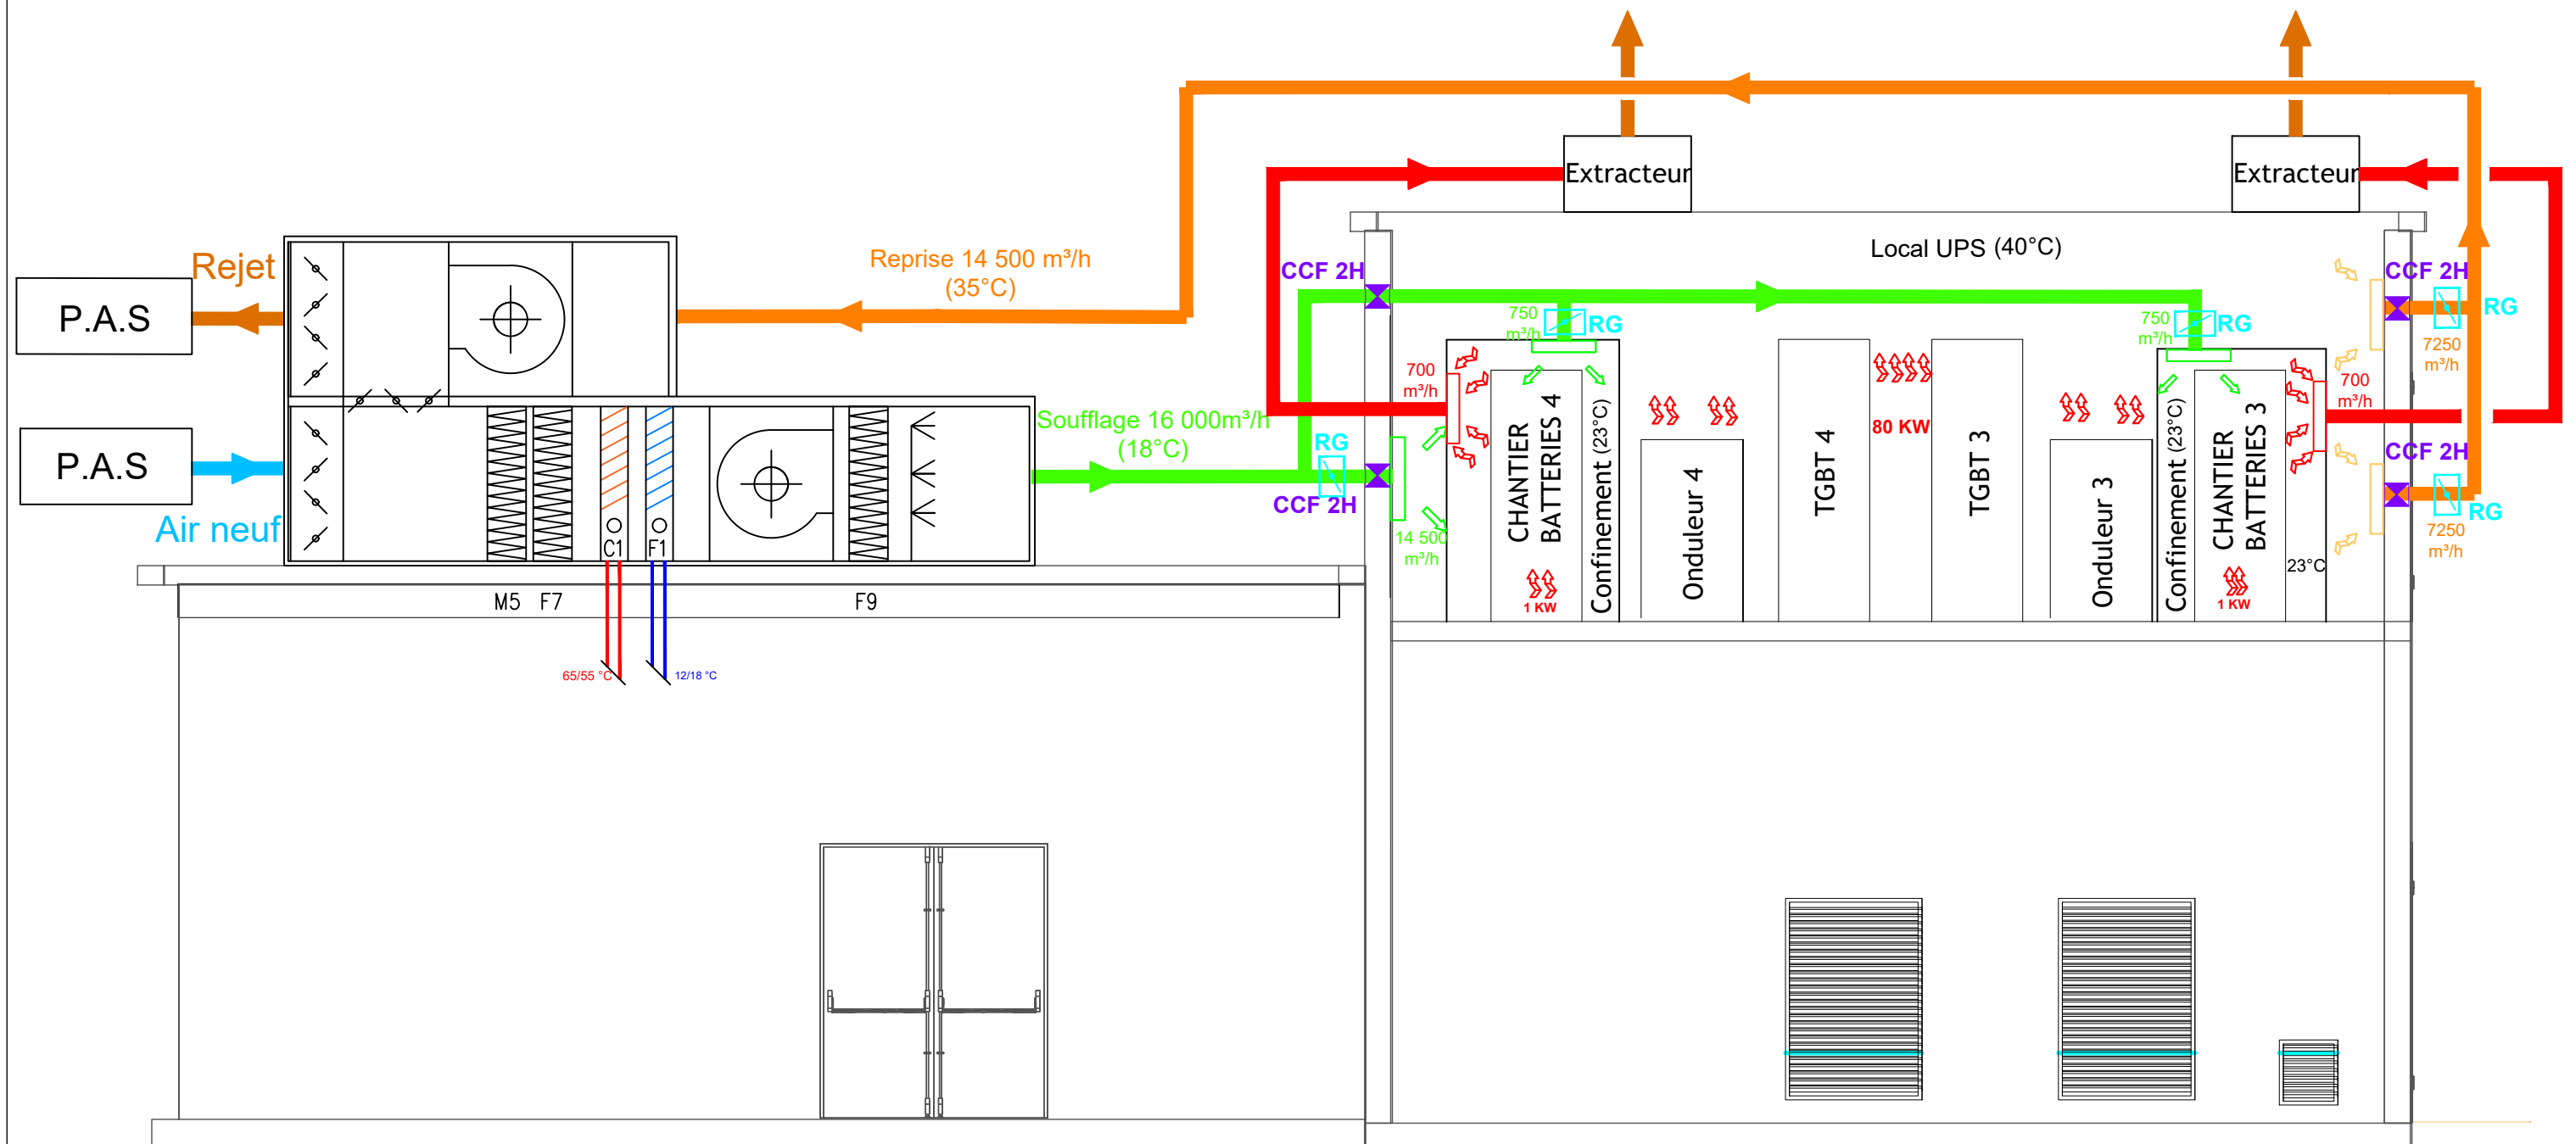 Extracteur
Extracteur
Local UPS (40°C)
Rejet
P.A.S
Reprise 14 500 m³/h
(35°C)
CCF 2H
CCF 2H
RG
750
m³/h
RG
750
m³/h
RG
7250
m³/h
700
m³/h
700
m³/h
P.A.S
Air neuf
Soufflage 16 000m³/h
(18°C)
RG
CCF 2H
14 500
m³/h
CHANTIER
BATTERIES 4
1 KW
Confinement (23°C)
Onduleur 4
TGBT 4
80 KW
TGBT 3
Onduleur 3
Confinement (23°C)
CHANTIER
BATTERIES 3
1 KW
23°C
CCF 2H
RG
7250
m³/h
C1
F1
M5 F7
F9
65/55 °C
12/18 °C